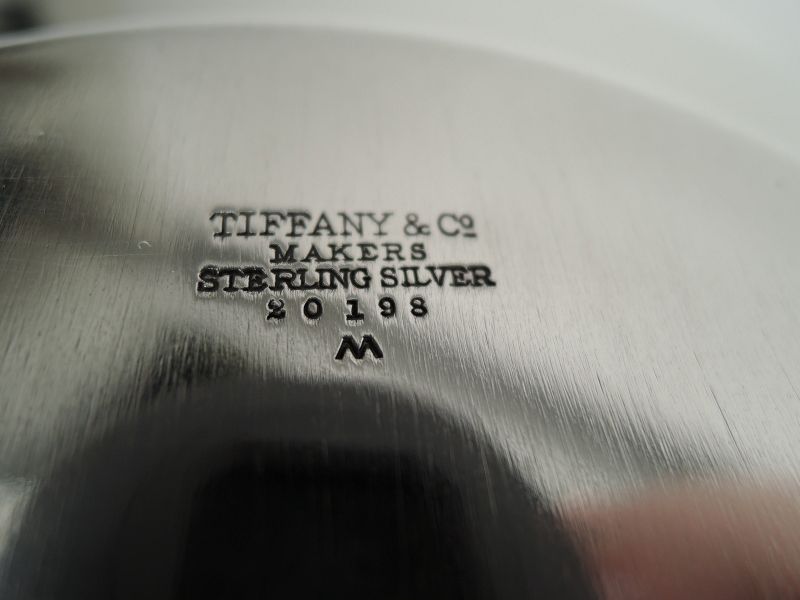 TIFFANY & Cº
MAKERS
STERLING SILVER
20198
M